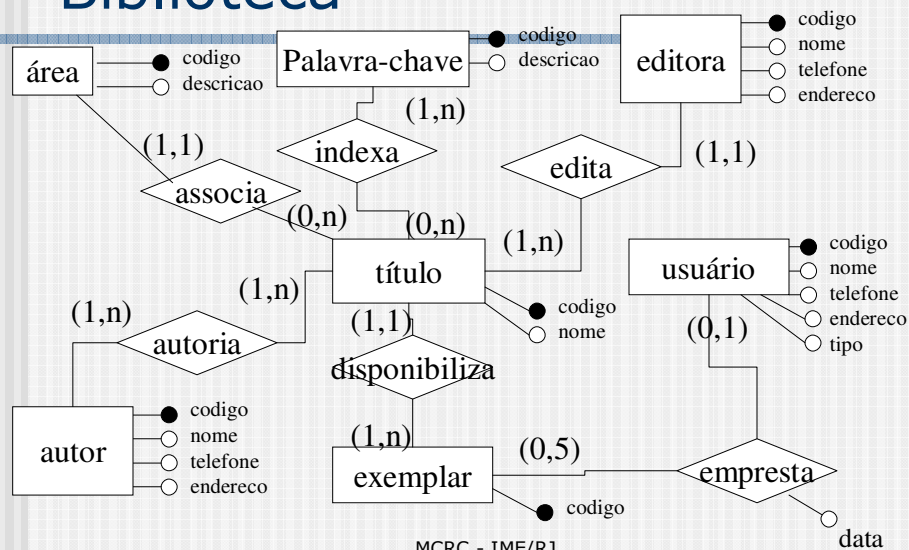 Biblioteca
área
codigo
descricao
Palavra-chave
codigo
descricao
editora
codigo
nome
telefone
endereco
(1,1)
associa
(0,n)
(1,n)
indexa
(0,n)
edita
(1,1)
(1,n)
título
codigo
nome
usuário
codigo
nome
telefone
endereco
tipo
(0,1)
(1,n)
autoria
(1,n)
(1,1)
disponibiliza
(1,n)
autor
codigo
nome
telefone
endereco
exemplar
codigo
(0,5)
empresta
data
MCRC - IME/RJ